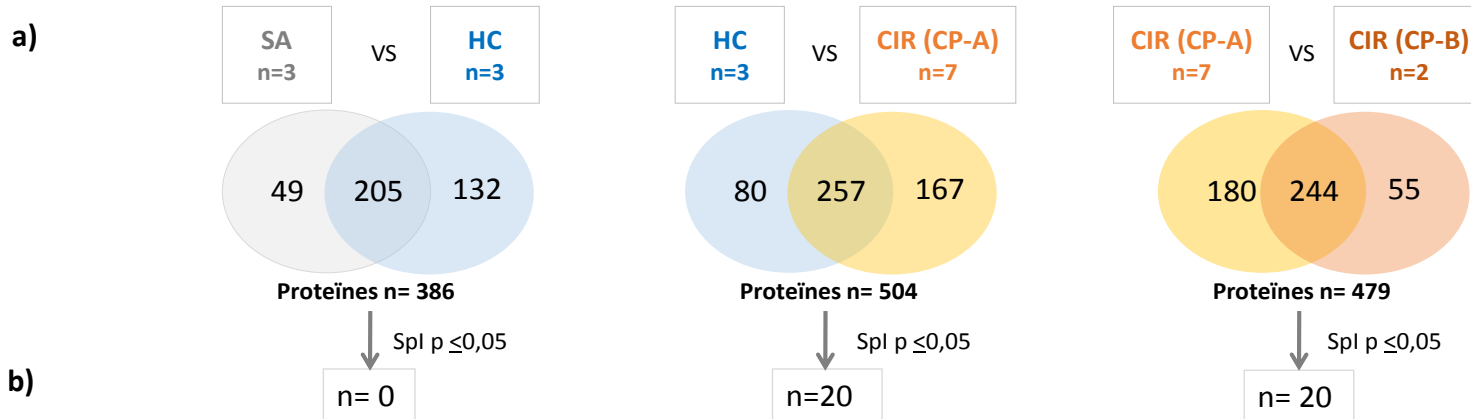 a)
SA
n=3
VS
HC
n=3
HC
n=3
VS
CIR (CP-A)
n=7
CIR (CP-A)
n=7
VS
CIR (CP-B)
n=2
49
205
132
80
257
167
180
244
55
Proteïnes n= 386
Proteïnes n= 504
Proteïnes n= 479
SpI p ≤0,05
SpI p ≤0,05
SpI p ≤0,05
b)
n= 0
n=20
n= 20